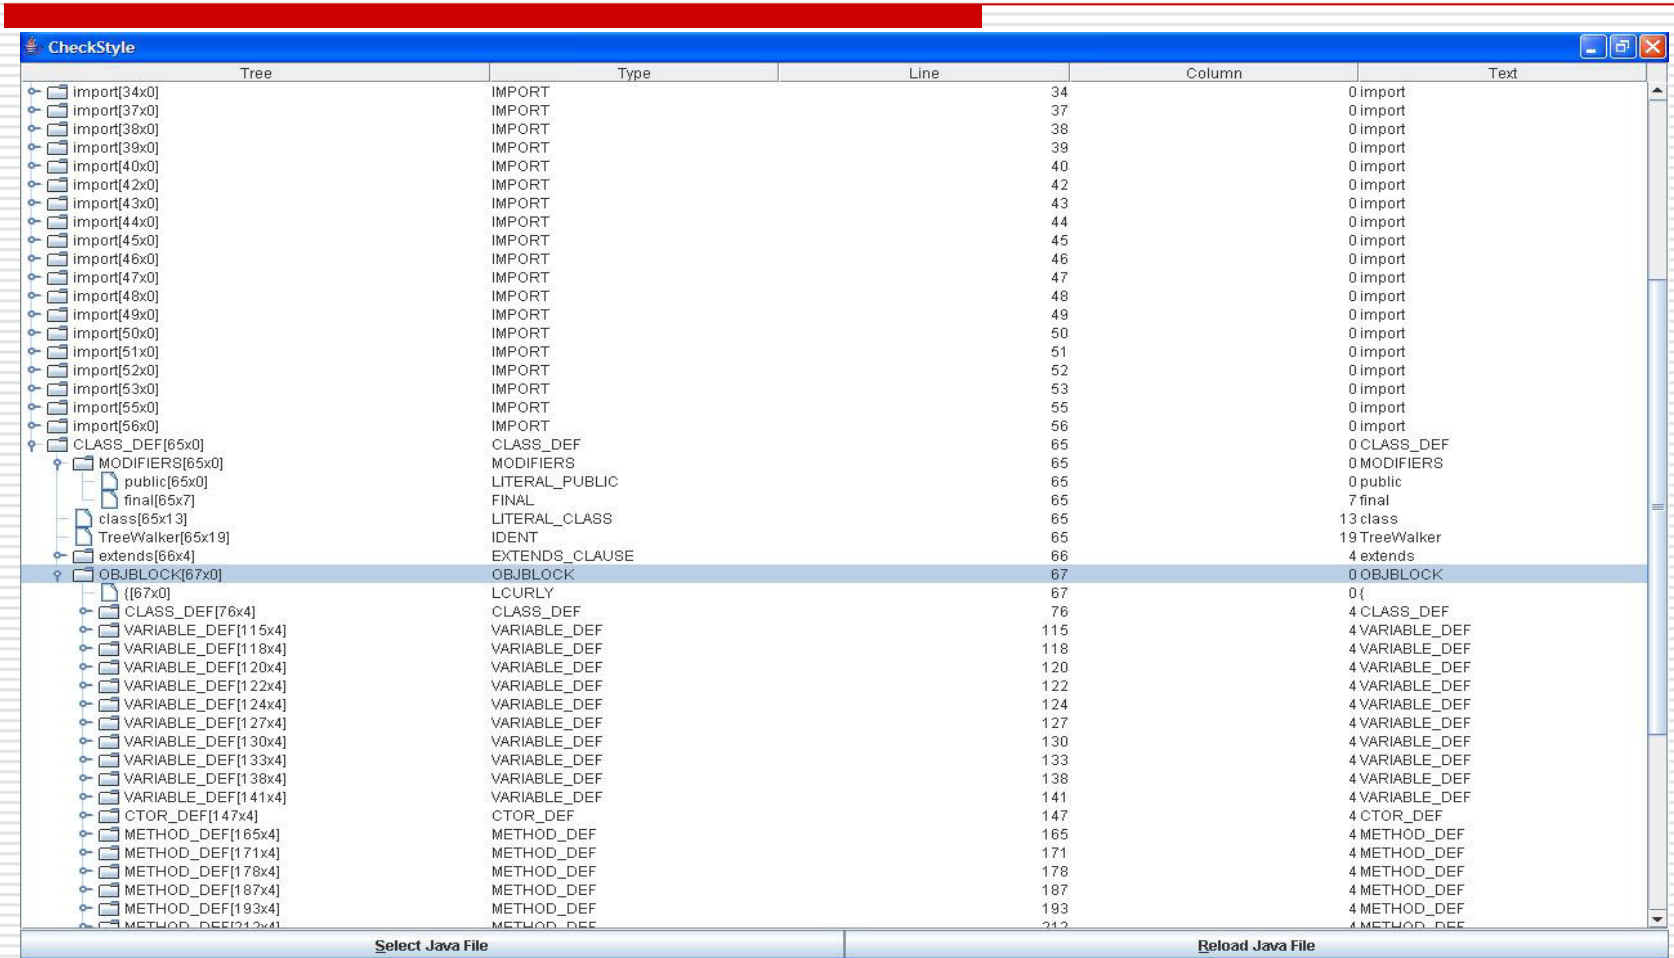 CheckStyle
Tree Type Line Column Text
import[34x0] IMPORT 34 0 import
import[37x0] IMPORT 37 0 import
import[38x0] IMPORT 38 0 import
import[39x0] IMPORT 39 0 import
import[40x0] IMPORT 40 0 import
import[42x0] IMPORT 42 0 import
import[43x0] IMPORT 43 0 import
import[44x0] IMPORT 44 0 import
import[45x0] IMPORT 45 0 import
import[46x0] IMPORT 46 0 import
import[47x0] IMPORT 47 0 import
import[48x0] IMPORT 48 0 import
import[49x0] IMPORT 49 0 import
import[50x0] IMPORT 50 0 import
import[51x0] IMPORT 51 0 import
import[52x0] IMPORT 52 0 import
import[53x0] IMPORT 53 0 import
import[55x0] IMPORT 55 0 import
import[56x0] IMPORT 56 0 import
CLASS_DEF[65x0] CLASS_DEF 65 0 CLASS_DEF
MODIFIERS[65x0] MODIFIERS 65 0 MODIFIERS
public[65x0] LITERAL_PUBLIC 65 0 public
final[65x7] FINAL 65 7 final
class[65x13] LITERAL_CLASS 65 13 class
TreeWalker[65x19] IDENT 65 19 TreeWalker
extends[66x4] EXTENDS_CLAUSE 66 4 extends
OBJBLOCK[67x0] OBJBLOCK 67 0 OBJBLOCK
{[67x0] LCURLY 67 0 {
CLASS_DEF[76x4] CLASS_DEF 76 4 CLASS_DEF
VARIABLE_DEF[115x4] VARIABLE_DEF 115 4 VARIABLE_DEF
VARIABLE_DEF[118x4] VARIABLE_DEF 118 4 VARIABLE_DEF
VARIABLE_DEF[120x4] VARIABLE_DEF 120 4 VARIABLE_DEF
VARIABLE_DEF[122x4] VARIABLE_DEF 122 4 VARIABLE_DEF
VARIABLE_DEF[124x4] VARIABLE_DEF 124 4 VARIABLE_DEF
VARIABLE_DEF[127x4] VARIABLE_DEF 127 4 VARIABLE_DEF
VARIABLE_DEF[130x4] VARIABLE_DEF 130 4 VARIABLE_DEF
VARIABLE_DEF[133x4] VARIABLE_DEF 133 4 VARIABLE_DEF
VARIABLE_DEF[138x4] VARIABLE_DEF 138 4 VARIABLE_DEF
VARIABLE_DEF[141x4] VARIABLE_DEF 141 4 VARIABLE_DEF
CTOR_DEF[147x4] CTOR_DEF 147 4 CTOR_DEF
METHOD_DEF[165x4] METHOD_DEF 165 4 METHOD_DEF
METHOD_DEF[171x4] METHOD_DEF 171 4 METHOD_DEF
METHOD_DEF[178x4] METHOD_DEF 178 4 METHOD_DEF
METHOD_DEF[187x4] METHOD_DEF 187 4 METHOD_DEF
METHOD_DEF[193x4] METHOD_DEF 193 4 METHOD_DEF
METHOD_DEF[212x4] METHOD_DEF 212 4 METHOD_DEF
Select Java File Reload Java File